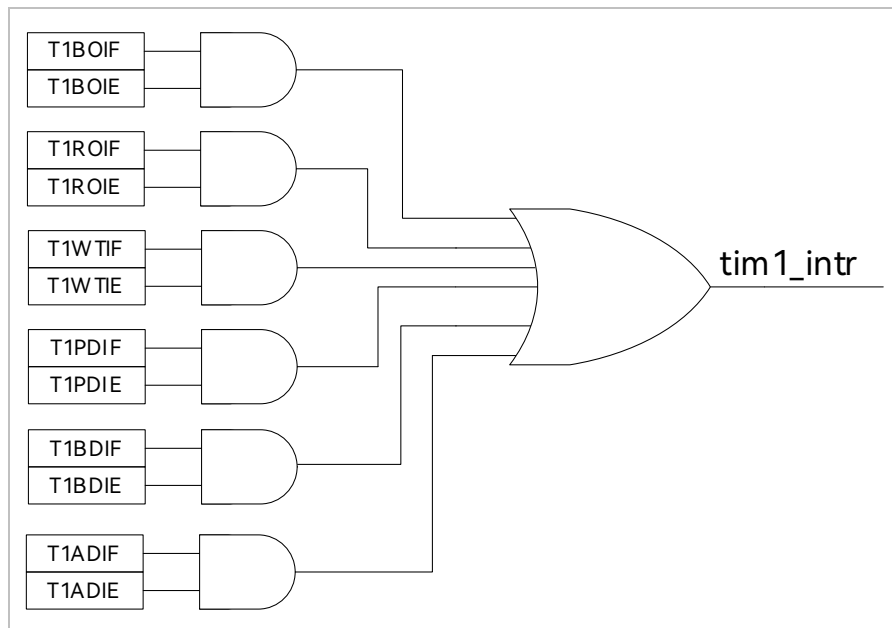 T1BOIF
T1BOIE
T1ROIF
T1ROIE
T1WTIF
T1WTIE
tim1_intr
T1PDIF
T1PDIE
T1BDIF
T1BDIE
T1ADIF
T1ADIE